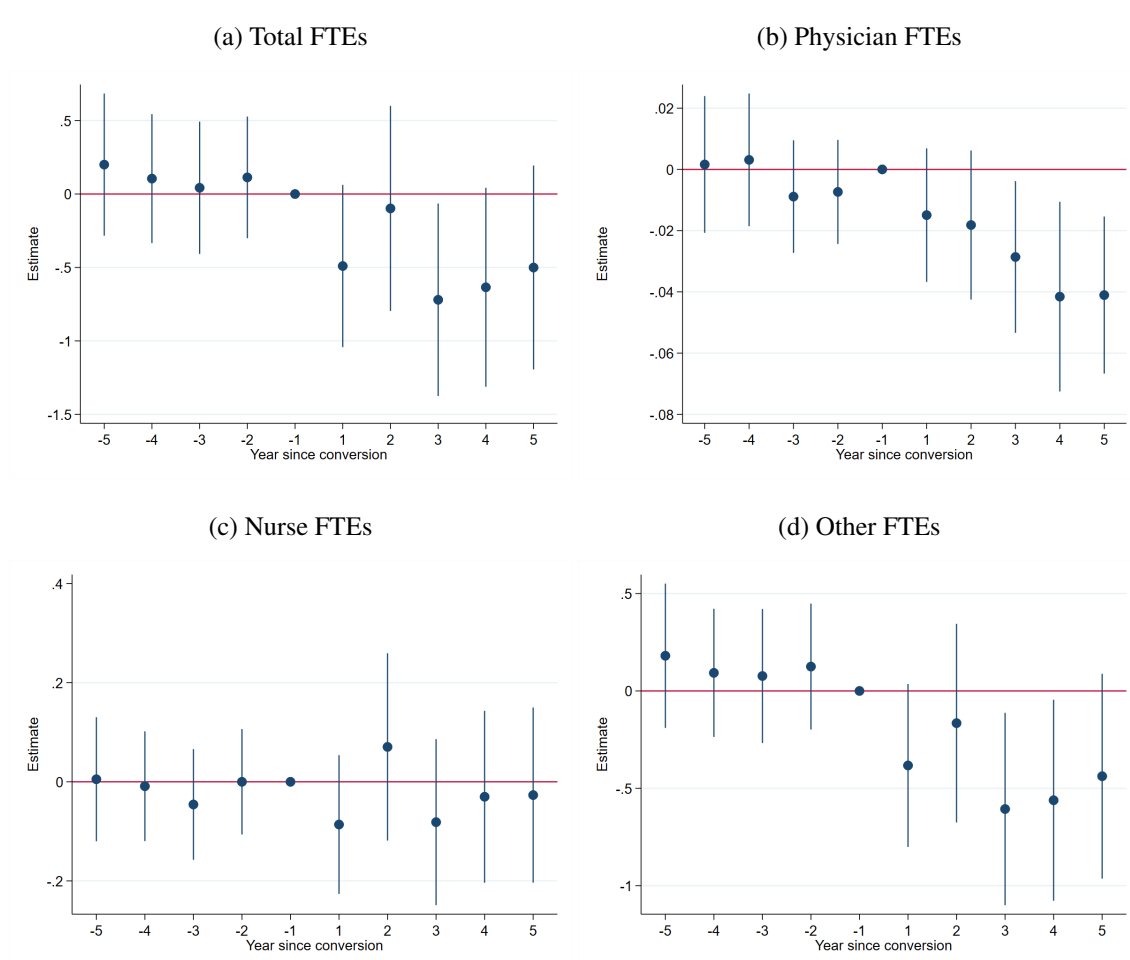 (a) Total FTEs
.5
0
-.5
-1
-1.5
Estimate
-5 -4 -3 -2 -1 1 2 3 4 5
Year since conversion
(b) Physician FTEs
.02
0
-.02
-.04
-.06
-.08
Estimate
-5 -4 -3 -2 -1 1 2 3 4 5
Year since conversion
(c) Nurse FTEs
.4
.2
0
-.2
Estimate
-5 -4 -3 -2 -1 1 2 3 4 5
Year since conversion
(d) Other FTEs
.5
0
-.5
-1
Estimate
-5 -4 -3 -2 -1 1 2 3 4 5
Year since conversion